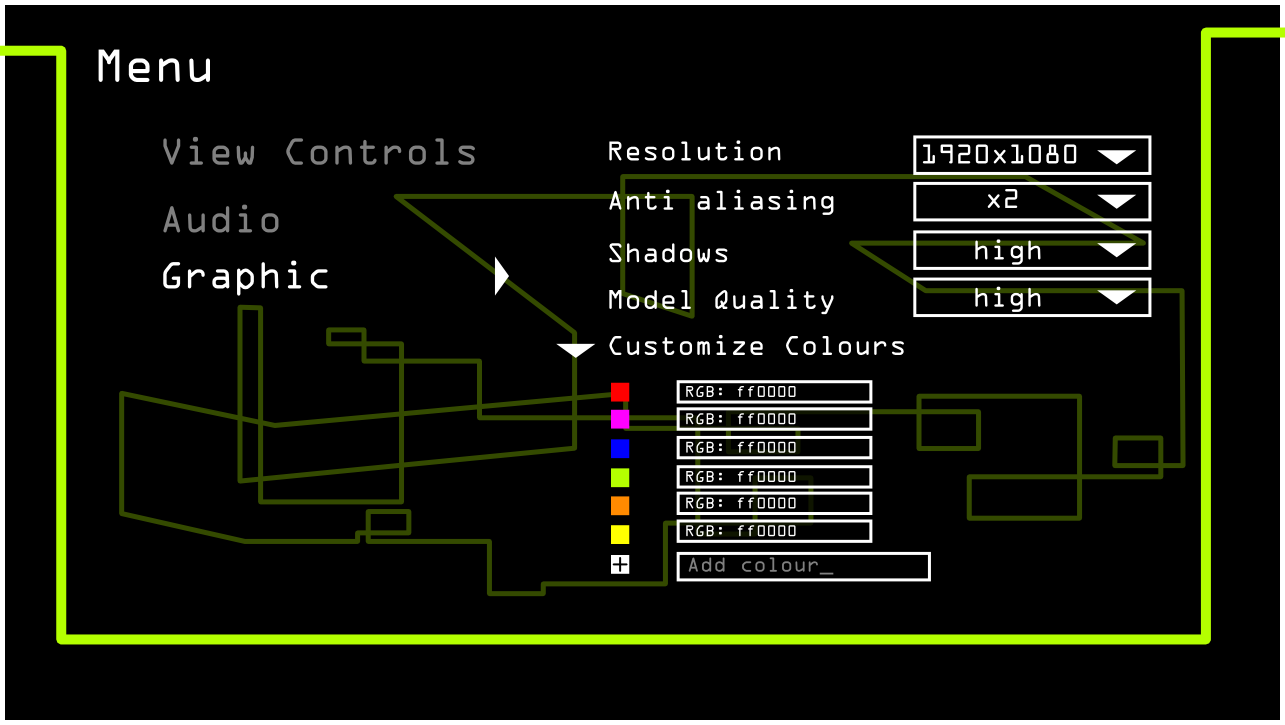 Menu
View Controls
Audio
Graphic
Resolution 1920x1080
Anti aliasing x2
Shadows high
Model Quality high
Customize Colours
RGB: ff0000
RGB: ff0000
RGB: ff0000
RGB: ff0000
RGB: ff0000
RGB: ff0000
Add colour_